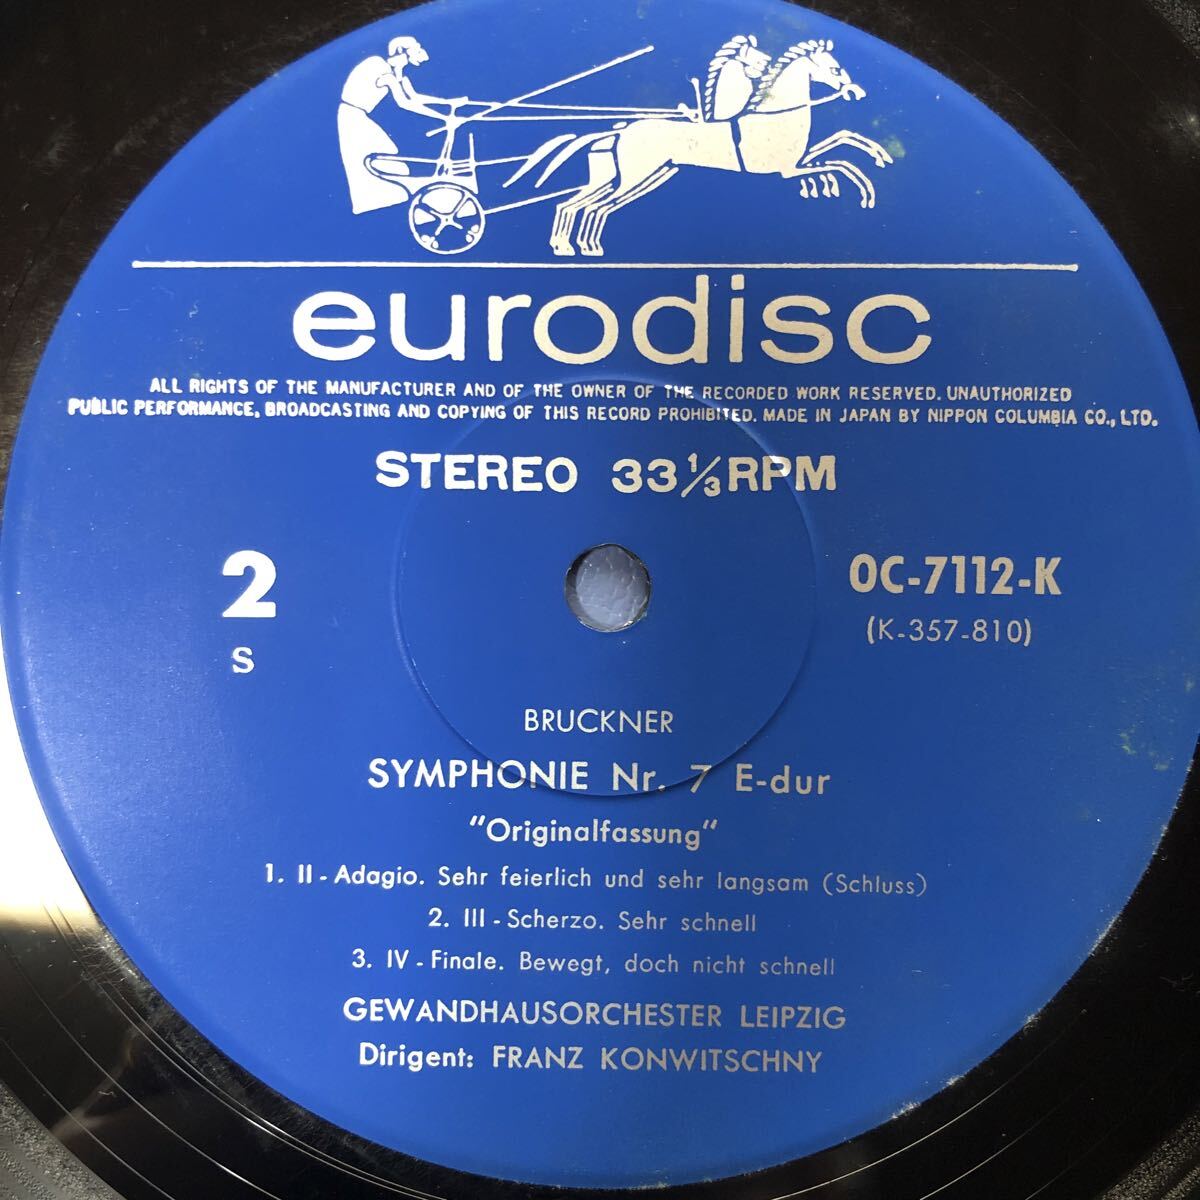 eurodisc
ALL RIGHTS OF THE MANUFACTURER AND OF THE OWNER OF THE RECORDED WORK RESERVED. UNAUTHORIZED
PUBLIC PERFORMANCE, BROADCASTING AND COPYING OF THIS RECORD PROHIBITED. MADE IN JAPAN BY NIPPON COLUMBIA CO., LTD.
STEREO 33⅓ RPM
2
S
OC-7112-K
(K-357-810)
BRUCKNER
SYMPHONIE Nr. 7 E-dur
"Originalfassung"
1. II - Adagio. Sehr feierlich und sehr langsam (Schluss)
2. III - Scherzo. Sehr schnell
3. IV - Finale. Bewegt, doch nicht schnell
GEWANDHAUSORCHESTER LEIPZIG
Dirigent: FRANZ KONWITSCHNY